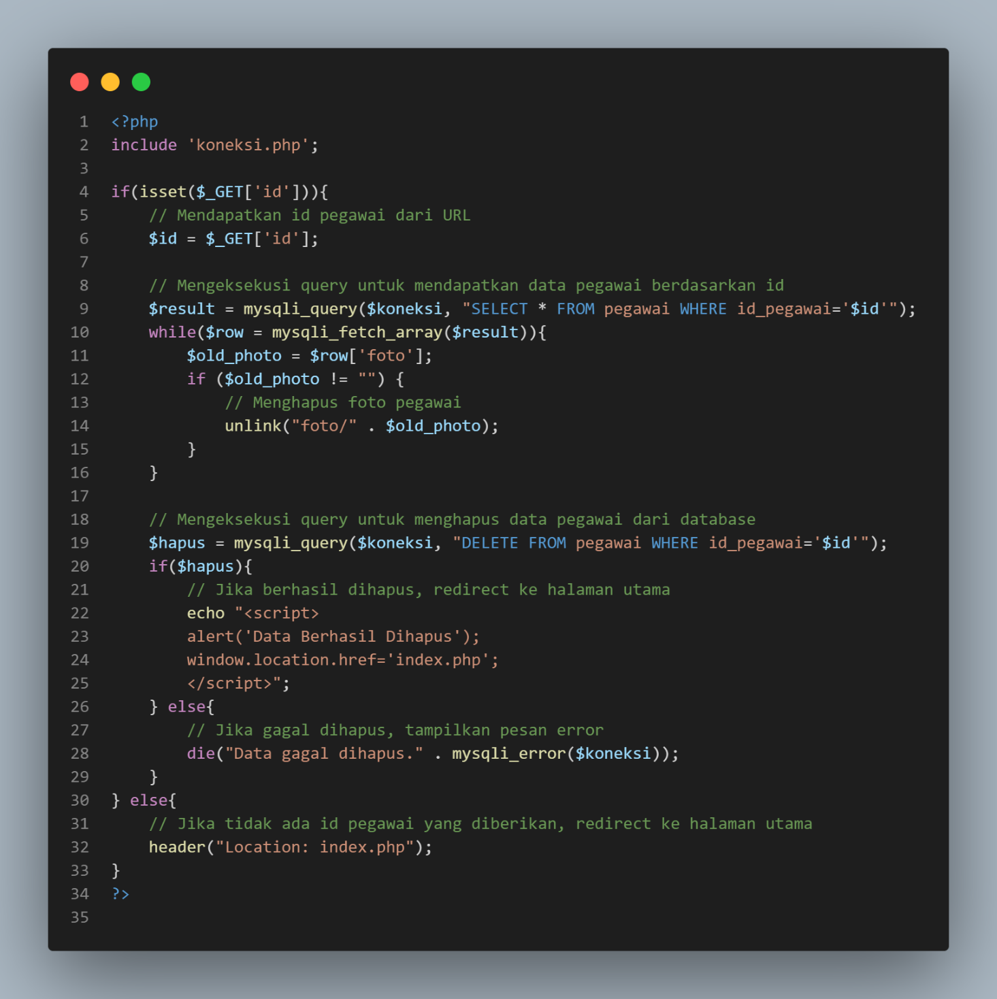 1 <?php
2 include 'koneksi.php';
3
4 if(isset($_GET['id'])){
5     // Mendapatkan id pegawai dari URL
6     $id = $_GET['id'];
7
8     // Mengeksekusi query untuk mendapatkan data pegawai berdasarkan id
9     $result = mysqli_query($koneksi, "SELECT * FROM pegawai WHERE id_pegawai='$id'");
10     while($row = mysqli_fetch_array($result)){
11         $old_photo = $row['foto'];
12         if ($old_photo != "") {
13             // Menghapus foto pegawai
14             unlink("foto/" . $old_photo);
15         }
16     }
17
18     // Mengeksekusi query untuk menghapus data pegawai dari database
19     $hapus = mysqli_query($koneksi, "DELETE FROM pegawai WHERE id_pegawai='$id'");
20     if($hapus){
21         // Jika berhasil dihapus, redirect ke halaman utama
22         echo "<script>
23         alert('Data Berhasil Dihapus');
24         window.location.href='index.php';
25         </script>";
26     } else{
27         // Jika gagal dihapus, tampilkan pesan error
28         die("Data gagal dihapus." . mysqli_error($koneksi));
29     }
30 } else{
31     // Jika tidak ada id pegawai yang diberikan, redirect ke halaman utama
32     header("Location: index.php");
33 }
34 ?>
35